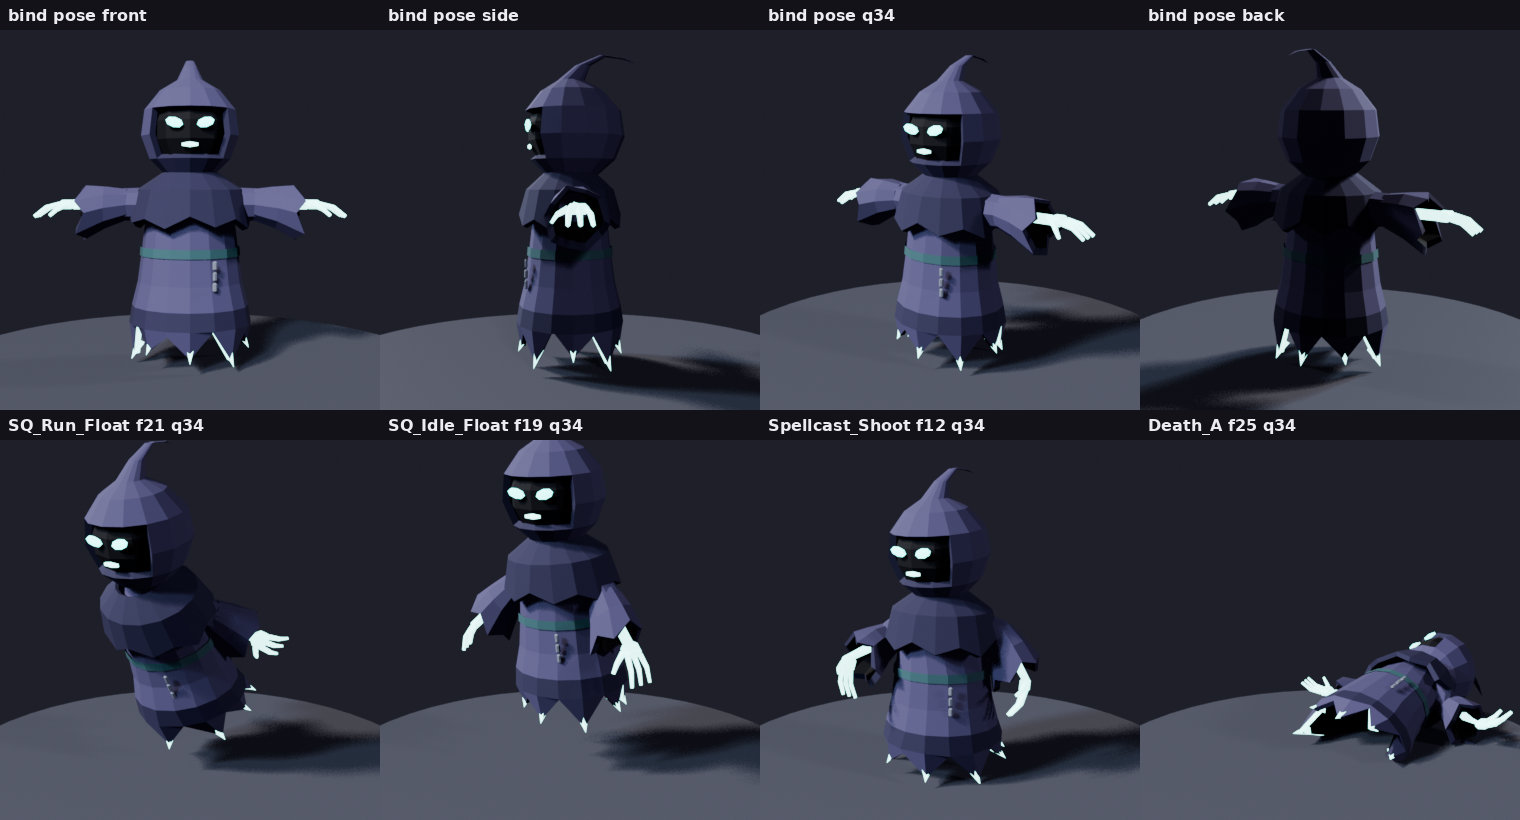 bind pose front
bind pose side
bind pose q34
bind pose back
SQ_Run_Float f21 q34
SQ_Idle_Float f19 q34
Spellcast_Shoot f12 q34
Death_A f25 q34